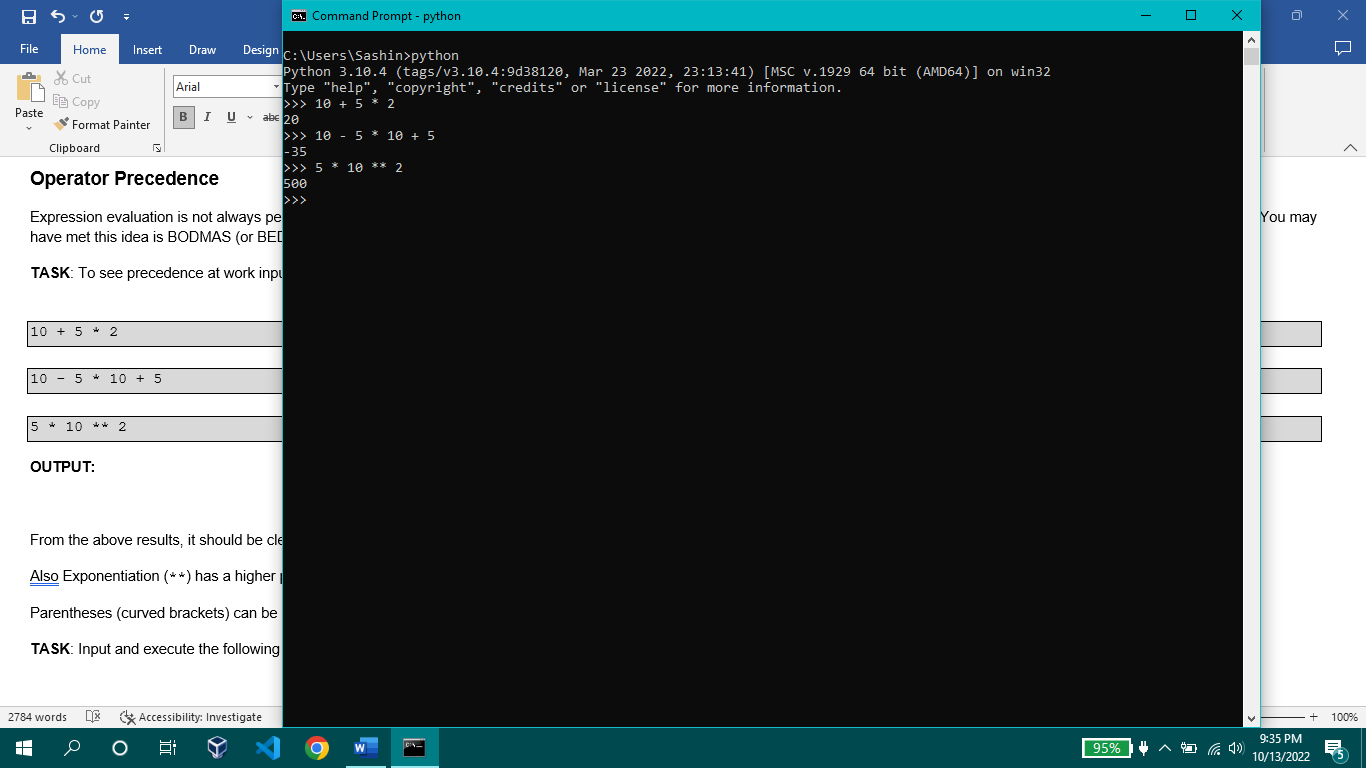 Command Prompt - python
File Home Insert Draw Design
Paste
Cut
Copy
Format Painter
Clipboard
Arial
B I U abc
C:\Users\Sashin>python
Python 3.10.4 (tags/v3.10.4:9d38120, Mar 23 2022, 23:13:41) [MSC v.1929 64 bit (AMD64)] on win32
Type "help", "copyright", "credits" or "license" for more information.
>>> 10 + 5 * 2
20
>>> 10 - 5 * 10 + 5
-35
>>> 5 * 10 ** 2
500
>>>
Operator Precedence
Expression evaluation is not always pe You may
have met this idea is BODMAS (or BED
TASK: To see precedence at work inpu
10 + 5 * 2
10 – 5 * 10 + 5
5 * 10 ** 2
OUTPUT:
From the above results, it should be cle
Also Exponentiation (**) has a higher
Parentheses (curved brackets) can be
TASK: Input and execute the following
2784 words Accessibility: Investigate 100%
95%
9:35 PM
10/13/2022
5